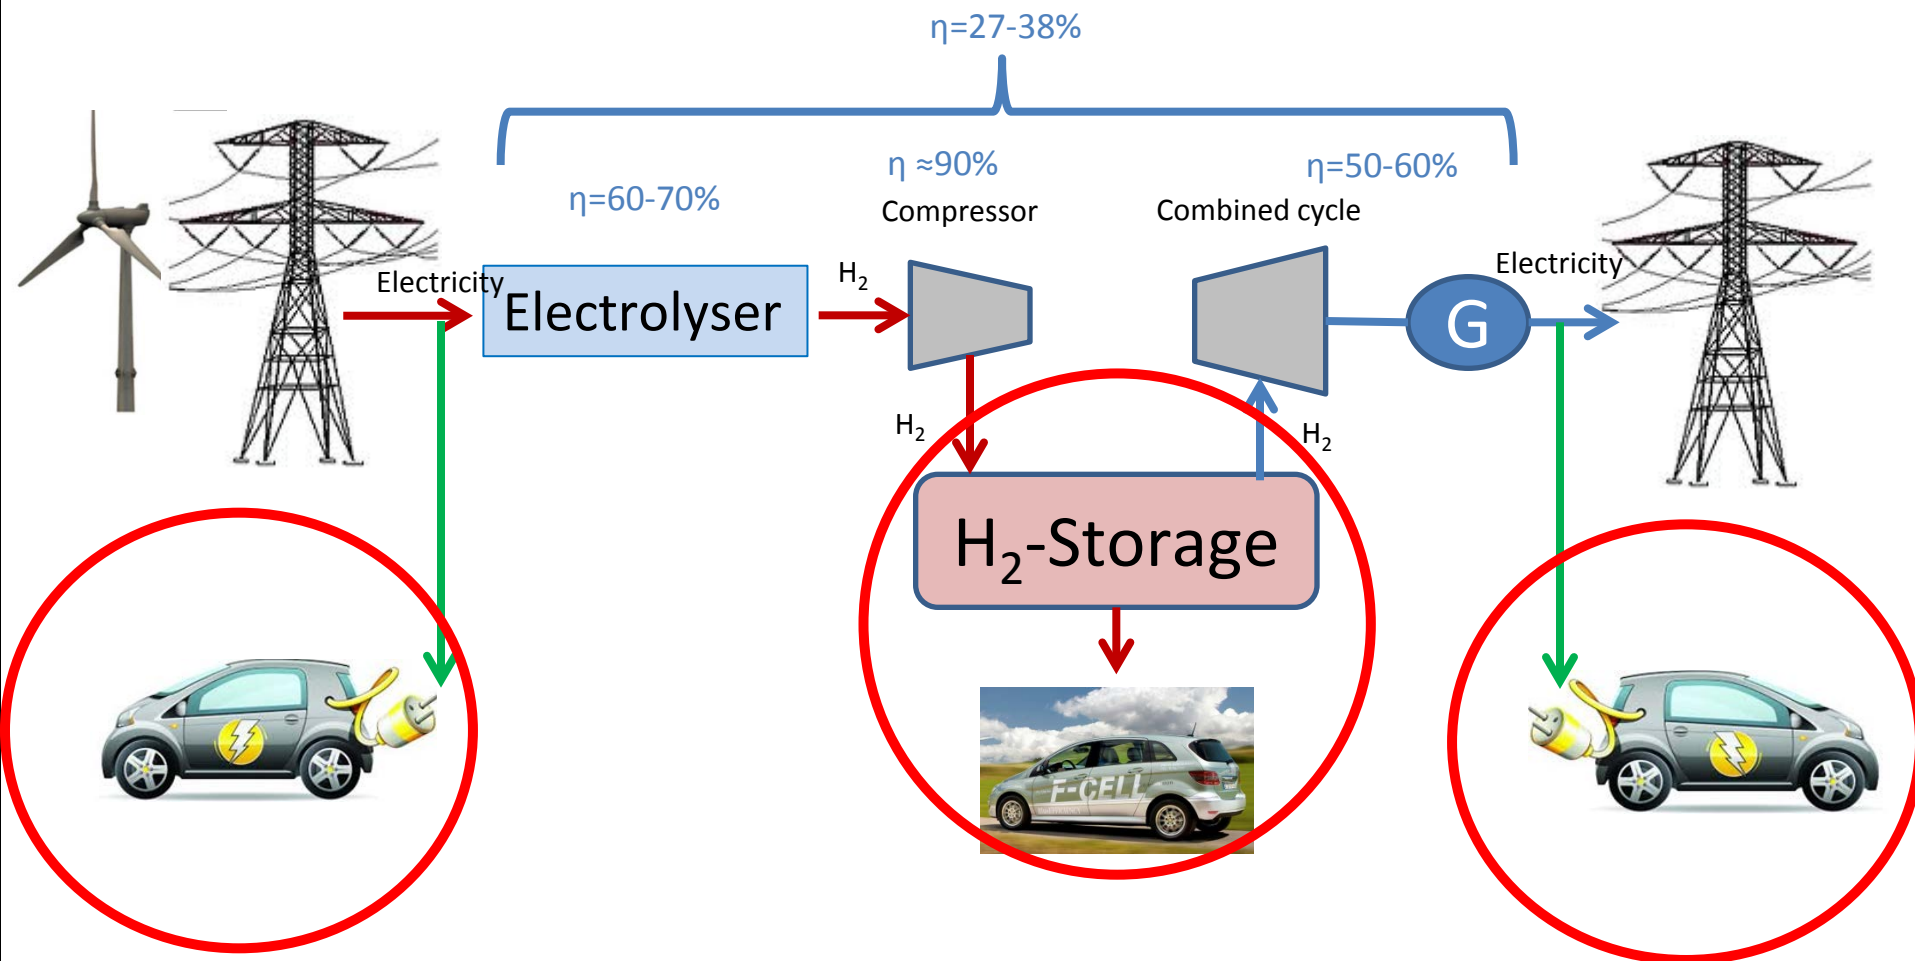 η=27-38%
η=60-70%
η ≈90%
η=50-60%
Compressor
Combined cycle
Electricity
Electrolyser
H₂
G
Electricity
H₂
H₂
H₂-Storage
F-CELL